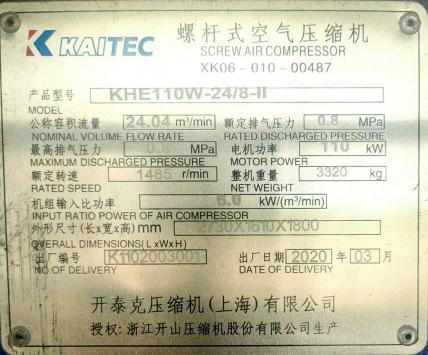 KAITEC 螺杆式空气压缩机
SCREW AIR COMPRESSOR
XK06-010-00487
产品型号 KHE110W-24/8-II
MODEL
公称容积流量 24.04 m³/min 额定排气压力 0.8 MPa
NOMINAL VOLUME FLOW RATE RATED DISCHARGED PRESSURE
最高排气压力 0.8 MPa 电机功率 110 kW
MAXIMUM DISCHARGED PRESSURE MOTOR POWER
额定转速 1485 r/min 整机重量 3320 kg
RATED SPEED NET WEIGHT
机组输入比功率 6.0 kW/(m³/min)
INPUT RATIO POWER OF AIR COMPRESSOR
外形尺寸(长x宽x高) mm 2730X1610X1800
OVERALL DIMENSIONS(LxWxH)
出厂编号 K1102003001 出厂日期 2020 年 03 月
NO OF DELIVERY DATE OF DELIVERY
开泰克压缩机(上海)有限公司
授权:浙江开山压缩机股份有限公司生产